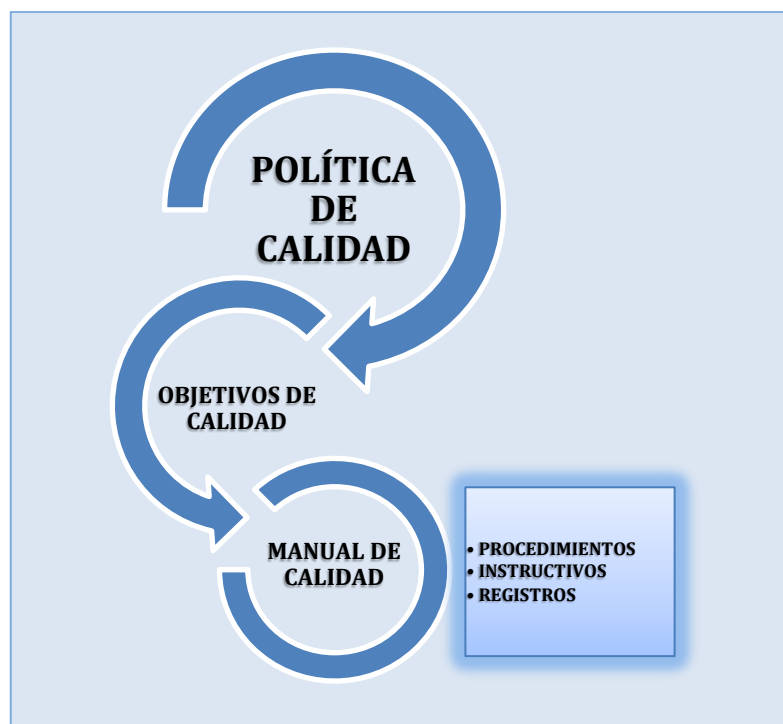 POLÍTICA
DE
CALIDAD
OBJETIVOS DE
CALIDAD
MANUAL DE
CALIDAD
• PROCEDIMIENTOS
• INSTRUCTIVOS
• REGISTROS